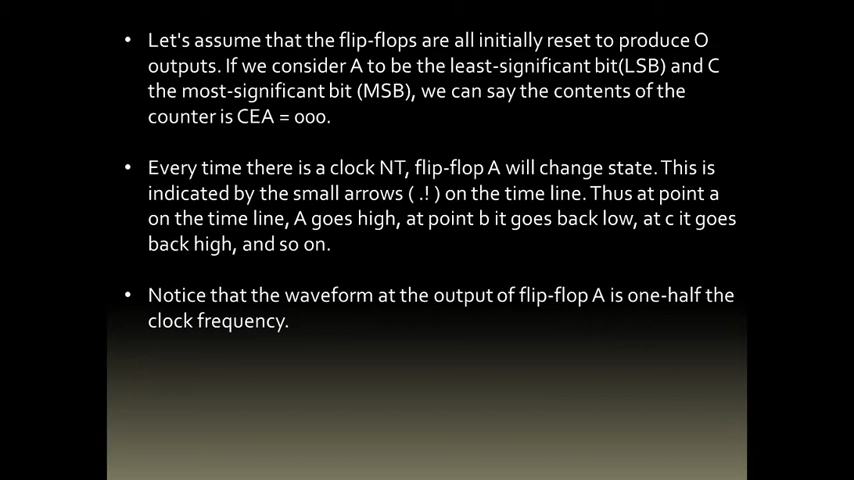 • Let's assume that the flip-flops are all initially reset to produce O
outputs. If we consider A to be the least-significant bit(LSB) and C
the most-significant bit (MSB), we can say the contents of the
counter is CEA = ooo.
• Every time there is a clock NT, flip-flop A will change state. This is
indicated by the small arrows ( .! ) on the time line. Thus at point a
on the time line, A goes high, at point b it goes back low, at c it goes
back high, and so on.
• Notice that the waveform at the output of flip-flop A is one-half the
clock frequency.